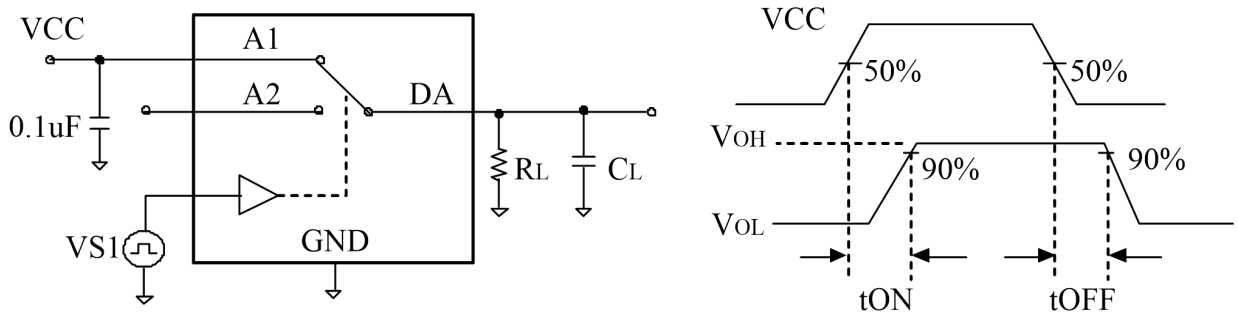 VCC
A1
A2
DA
0.1uF
RL
CL
VS1
GND
VCC
50%
50%
VOH
90%
90%
VOL
tON
tOFF